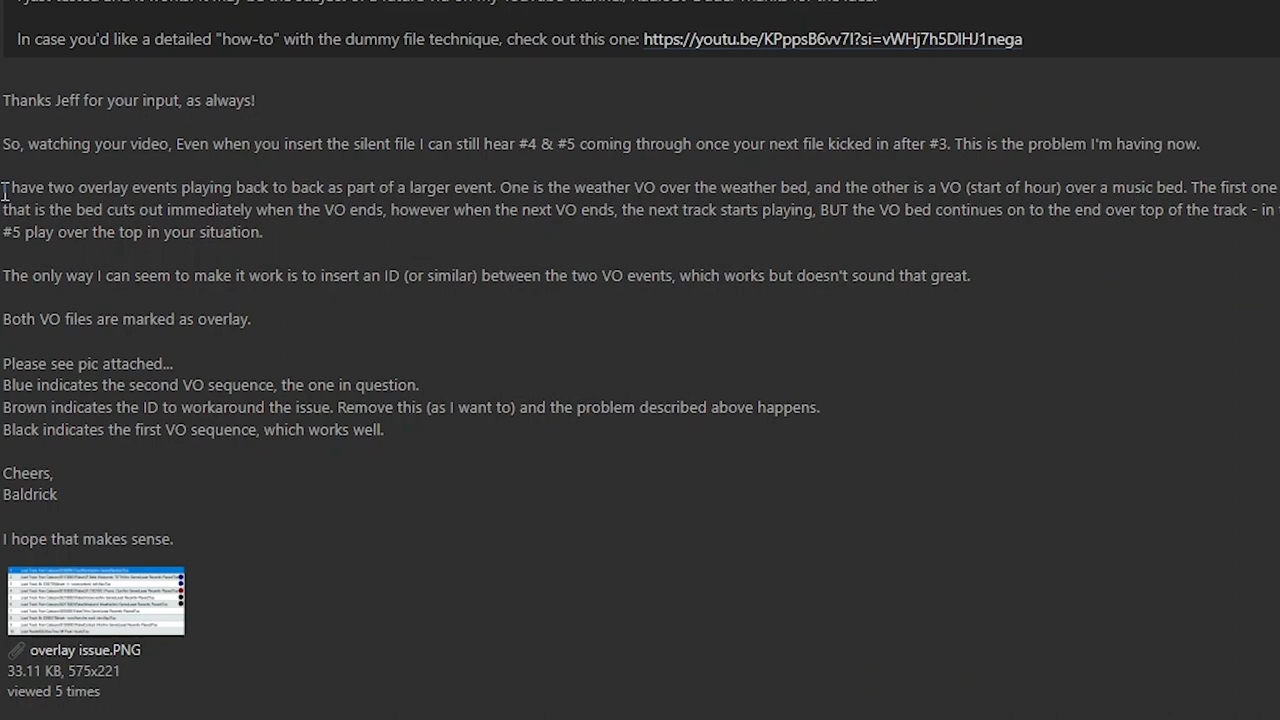 In case you'd like a detailed "how-to" with the dummy file technique, check out this one: https://youtu.be/KPppsB6vv7I?si=vWHj7h5DlHJ1nega
Thanks Jeff for your input, as always!
So, watching your video, Even when you insert the silent file I can still hear #4 & #5 coming through once your next file kicked in after #3. This is the problem I'm having now.
I have two overlay events playing back to back as part of a larger event. One is the weather VO over the weather bed, and the other is a VO (start of hour) over a music bed. The first one
that is the bed cuts out immediately when the VO ends, however when the next VO ends, the next track starts playing, BUT the VO bed continues on to the end over top of the track - in
#5 play over the top in your situation.
The only way I can seem to make it work is to insert an ID (or similar) between the two VO events, which works but doesn't sound that great.
Both VO files are marked as overlay.
Please see pic attached...
Blue indicates the second VO sequence, the one in question.
Brown indicates the ID to workaround the issue. Remove this (as I want to) and the problem described above happens.
Black indicates the first VO sequence, which works well.
Cheers,
Baldrick
I hope that makes sense.
overlay issue.PNG
33.11 KB, 575x221
viewed 5 times